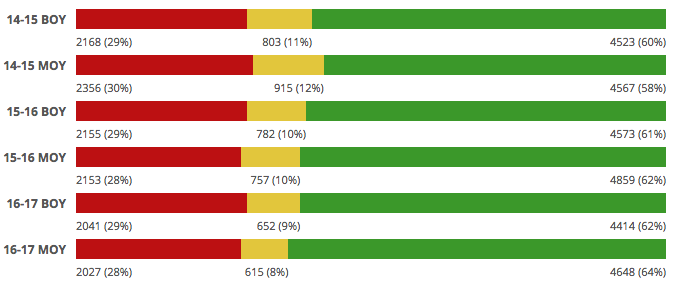 14-15 BOY
2168 (29%) 803 (11%) 4523 (60%)
14-15 MOY
2356 (30%) 915 (12%) 4567 (58%)
15-16 BOY
2155 (29%) 782 (10%) 4573 (61%)
15-16 MOY
2153 (28%) 757 (10%) 4859 (62%)
16-17 BOY
2041 (29%) 652 (9%) 4414 (62%)
16-17 MOY
2027 (28%) 615 (8%) 4648 (64%)